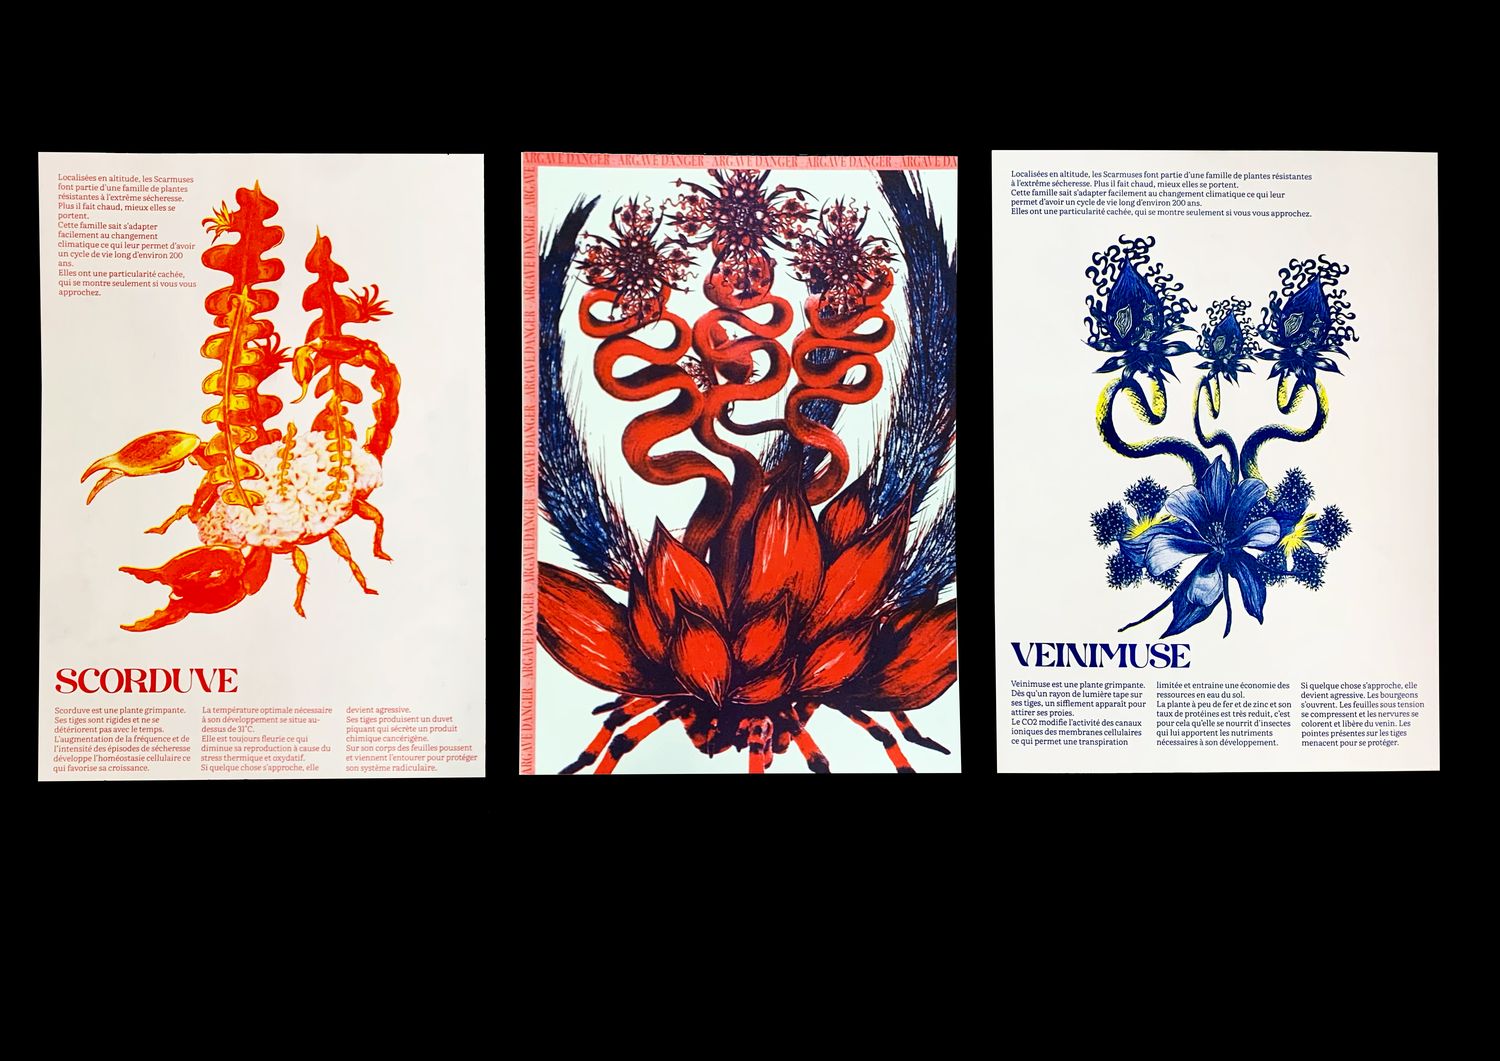 Localisées en altitude, les Scarmuses
font partie d'une famille de plantes
résistantes à l'extrême sécheresse.
Plus il fait chaud, mieux elles se
portent.
Cette famille sait s'adapter
facilement au changement
climatique ce qui leur permet d'avoir
un cycle de vie long d'environ 200
ans.
Elles ont une particularité cachée,
qui se montre seulement si vous vous
approchez.
SCORDUVE
Scorduve est une plante grimpante.
Ses tiges sont rigides et ne se
détériorent pas avec le temps.
L'augmentation de la fréquence et de
l'intensité des épisodes de sécheresse
développe l'homéostasie cellulaire ce
qui favorise sa croissance.
La température optimale nécessaire
à son développement se situe au-
dessus de 31°C.
Elle est toujours fleurie ce qui
diminue sa reproduction à cause du
stress thermique et oxydatif.
Si quelque chose s'approche, elle
devient agressive.
Ses tiges produisent un duvet
piquant qui sécrète un produit
chimique cancérigène.
Sur son corps des feuilles poussent
et viennent l'entourer pour protéger
son système radiculaire.
ARGAVE DANGER - ARGAVE DANGER - ARGAVE DANGER - ARGAVE DANGER - ARGAVE DA
ARGAVE DANGER - ARGAVE DANGER - ARGAVE DANGER - ARGAVE DANGER - ARGAVE DANGER - ARGAVE
Localisées en altitude, les Scarmuses font partie d'une famille de plantes résistantes
à l'extrême sécheresse. Plus il fait chaud, mieux elles se portent.
Cette famille sait s'adapter facilement au changement climatique ce qui leur
permet d'avoir un cycle de vie long d'environ 200 ans.
Elles ont une particularité cachée, qui se montre seulement si vous vous approchez.
VEINIMUSE
Veinimuse est une plante grimpante.
Dès qu'un rayon de lumière tape sur
ses tiges, un sifflement apparaît pour
attirer ses proies.
Le CO2 modifie l'activité des canaux
ioniques des membranes cellulaires
ce qui permet une transpiration
limitée et entraine une économie des
ressources en eau du sol.
La plante à peu de fer et de zinc et son
taux de protéines est très reduit, c'est
pour cela qu'elle se nourrit d'insectes
qui lui apportent les nutriments
nécessaires à son développement.
Si quelque chose s'approche, elle
devient agressive. Les bourgeons
s'ouvrent. Les feuilles sous tension
se compressent et les nervures se
colorent et libère du venin. Les
pointes présentes sur les tiges
menacent pour se protéger.